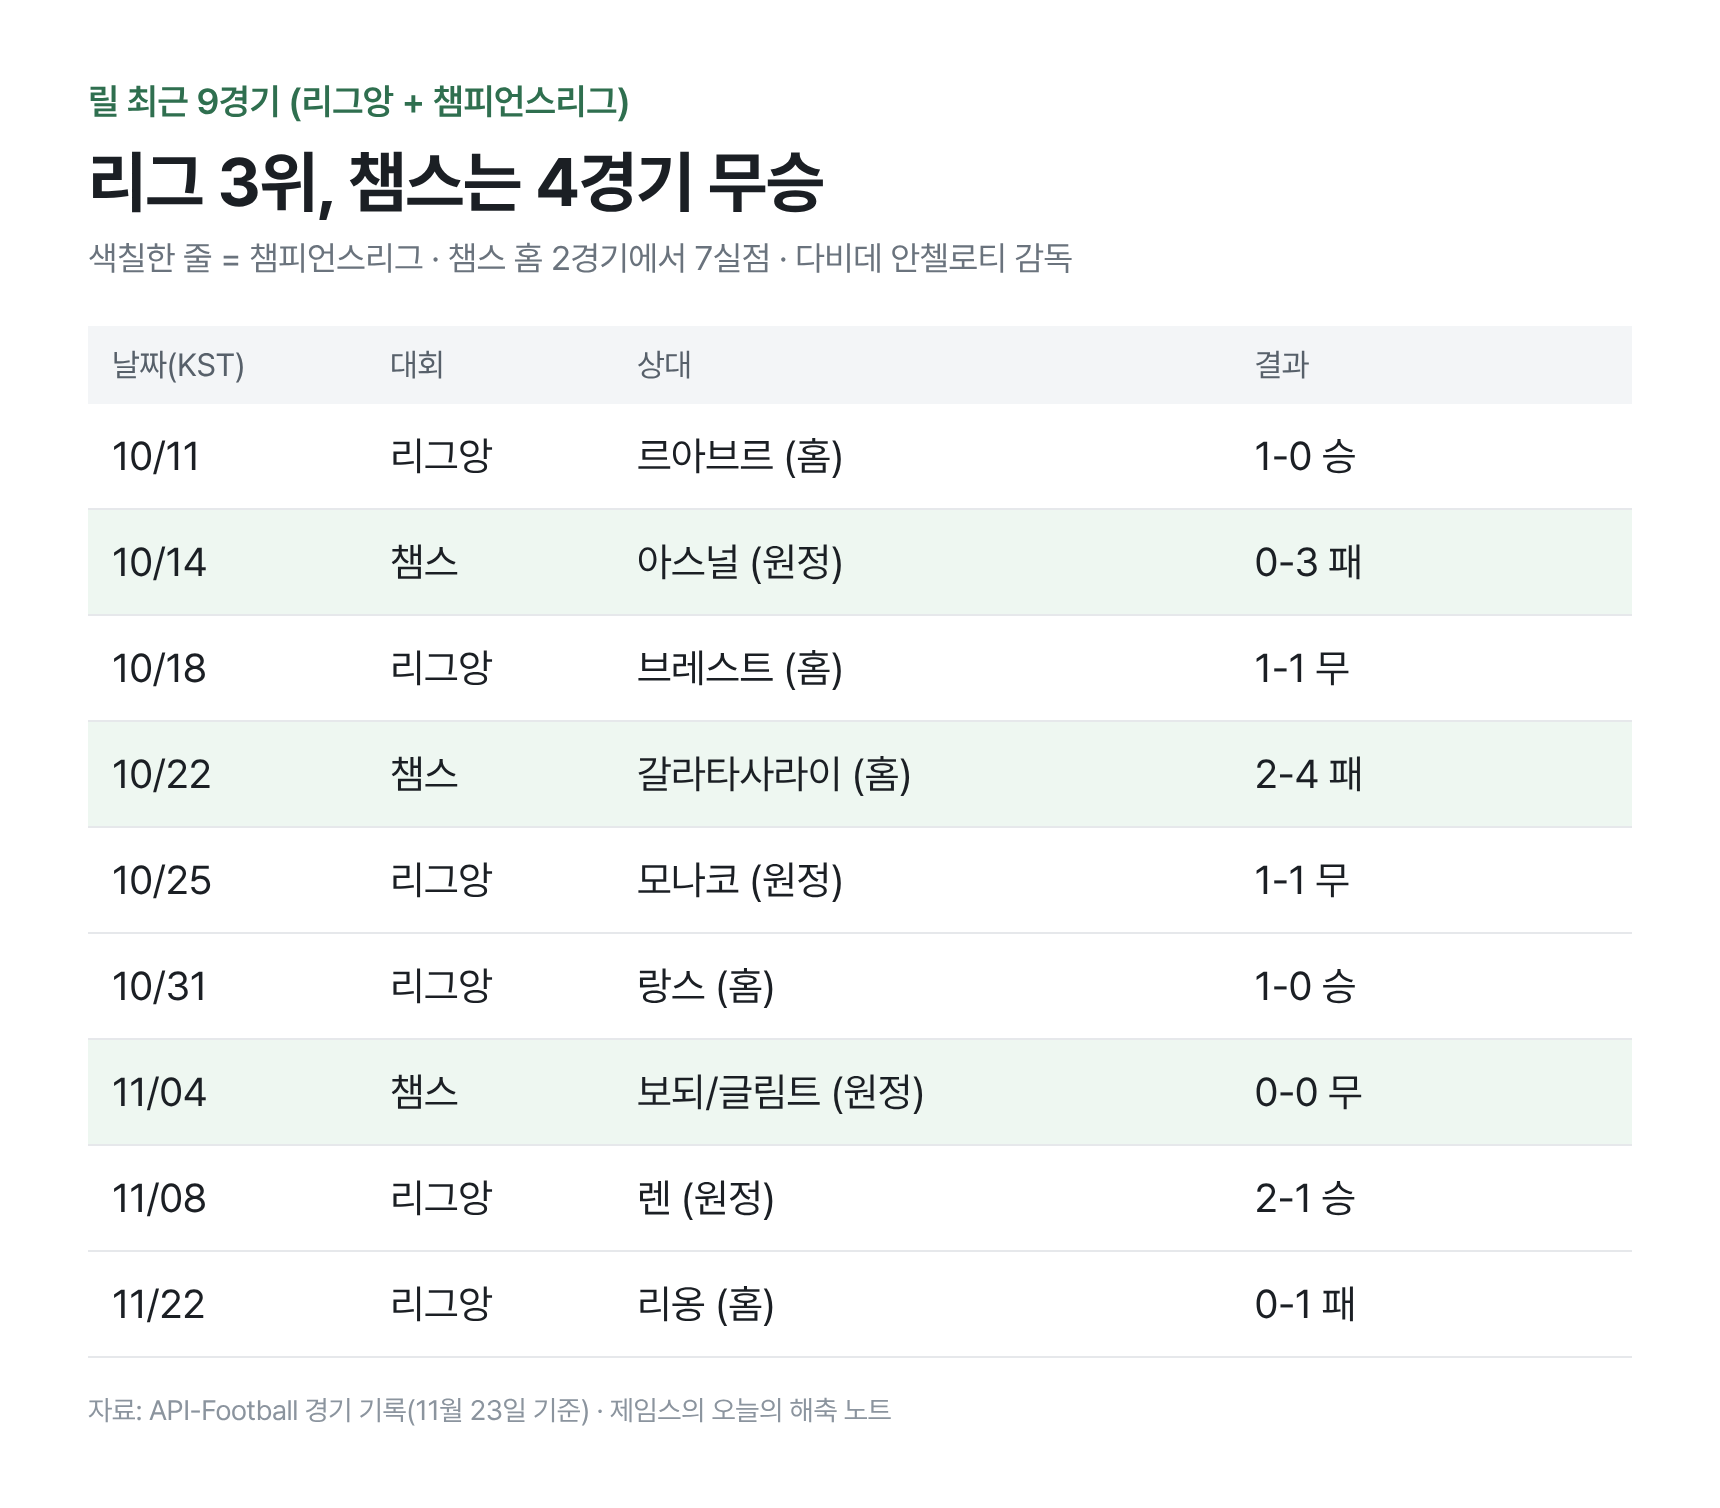 릴 최근 9경기 (리그앙 + 챔피언스리그)
리그 3위, 챔스는 4경기 무승
색칠한 줄 = 챔피언스리그 · 챔스 홈 2경기에서 7실점 · 다비데 안첼로티 감독
날짜(KST) 대회 상대 결과
10/11 리그앙 르아브르 (홈) 1-0 승
10/14 챔스 아스널 (원정) 0-3 패
10/18 리그앙 브레스트 (홈) 1-1 무
10/22 챔스 갈라타사라이 (홈) 2-4 패
10/25 리그앙 모나코 (원정) 1-1 무
10/31 리그앙 랑스 (홈) 1-0 승
11/04 챔스 보되/글림트 (원정) 0-0 무
11/08 리그앙 렌 (원정) 2-1 승
11/22 리그앙 리옹 (홈) 0-1 패
자료: API-Football 경기 기록(11월 23일 기준) · 제임스의 오늘의 해축 노트